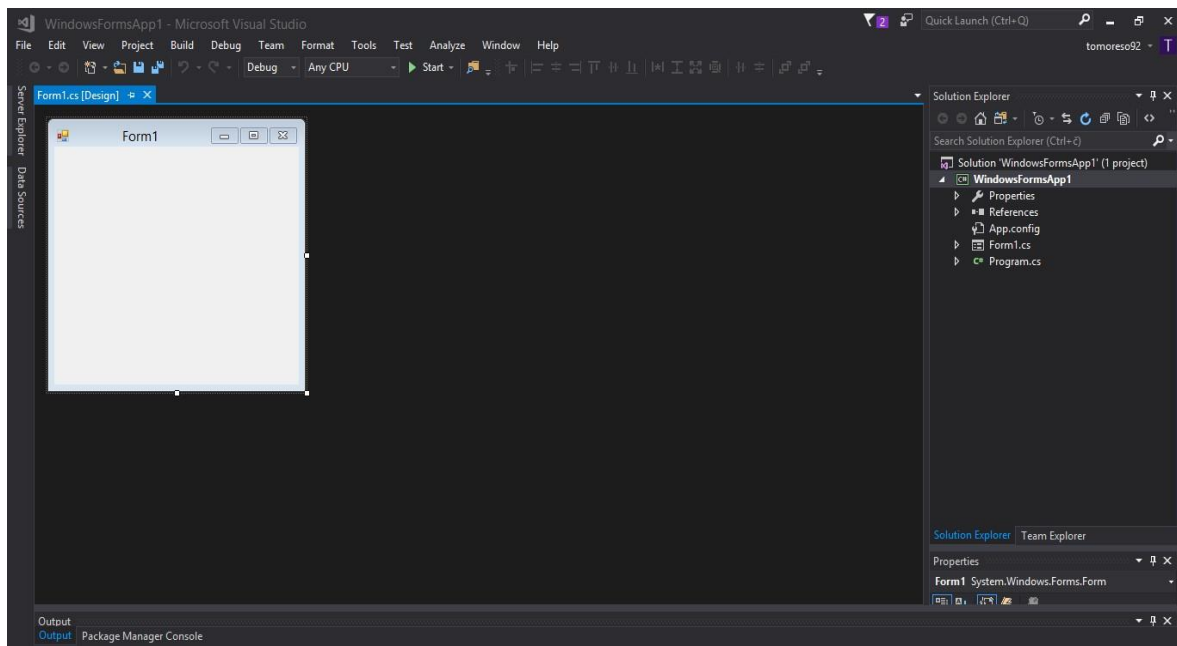 WindowsFormsApp1 - Microsoft Visual Studio
2
Quick Launch (Ctrl+Q)
File Edit View Project Build Debug Team Format Tools Test Analyze Window Help
tomoreso92 T
Debug Any CPU Start
Server Explorer
Data Sources
Form1.cs [Design]
Form1
Solution Explorer
Search Solution Explorer (Ctrl+č)
Solution 'WindowsFormsApp1' (1 project)
C# WindowsFormsApp1
Properties
References
App.config
Form1.cs
C# Program.cs
Solution Explorer Team Explorer
Properties
Form1 System.Windows.Forms.Form
Output
Output Package Manager Console